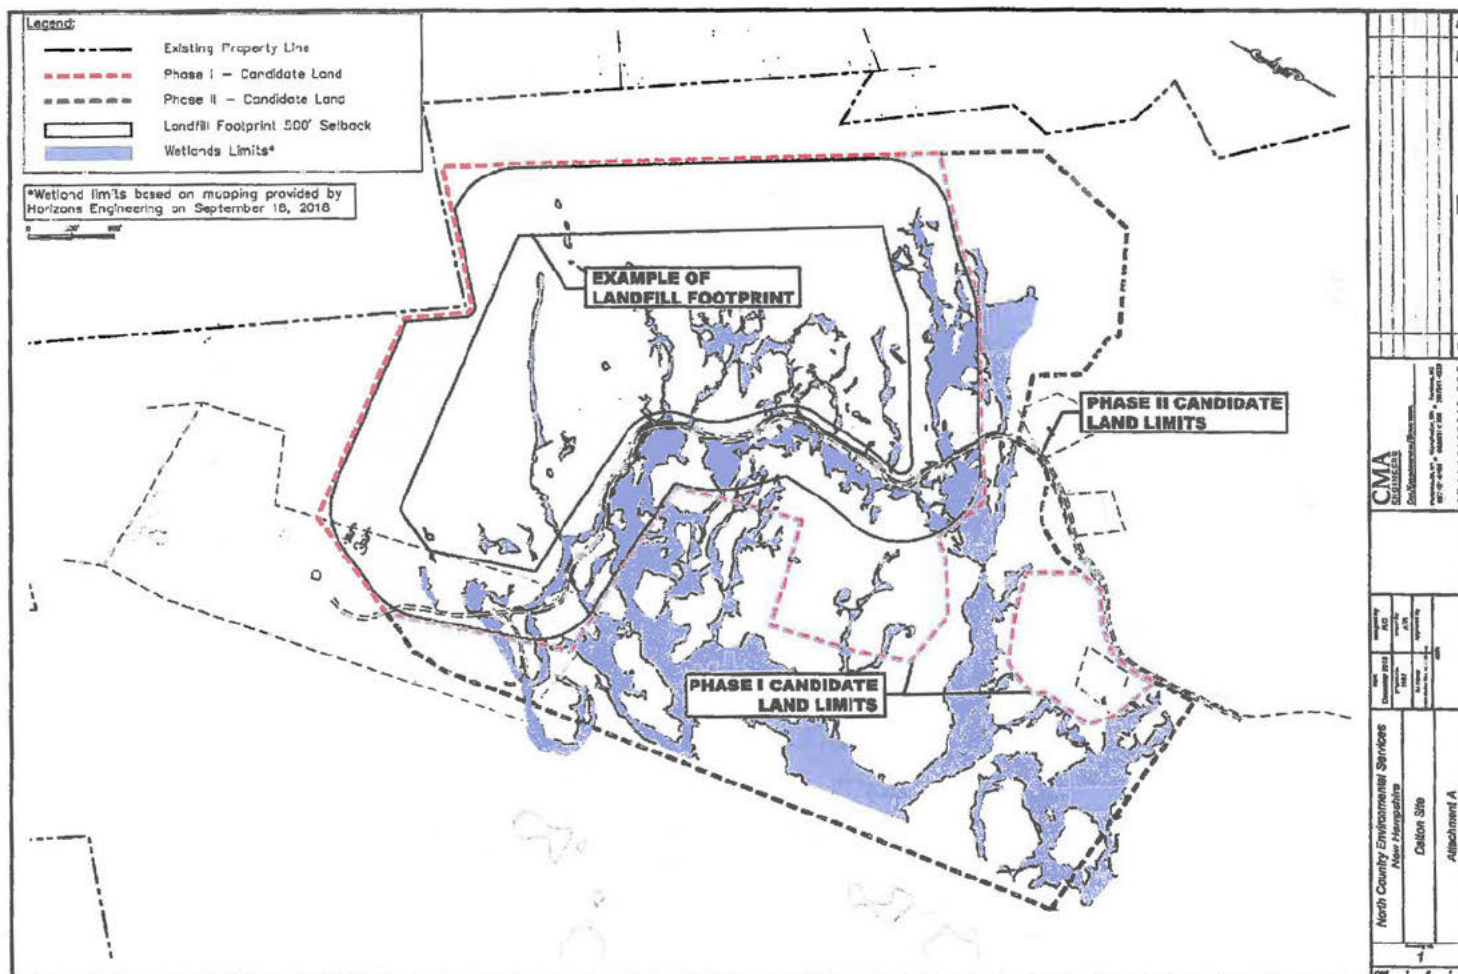 Legend:
Existing Property Line
Phase I – Candidate Land
Phase II – Candidate Land
Landfill Footprint 500' Setback
Wetlands Limits*
*Wetland limits based on mapping provided by
Horizons Engineering on September 18, 2018
EXAMPLE OF
LANDFILL FOOTPRINT
PHASE II CANDIDATE
LAND LIMITS
PHASE I CANDIDATE
LAND LIMITS
CMA
ENGINEERS
North Country Environmental Services
New Hampshire
Dalton Site
Attachment A